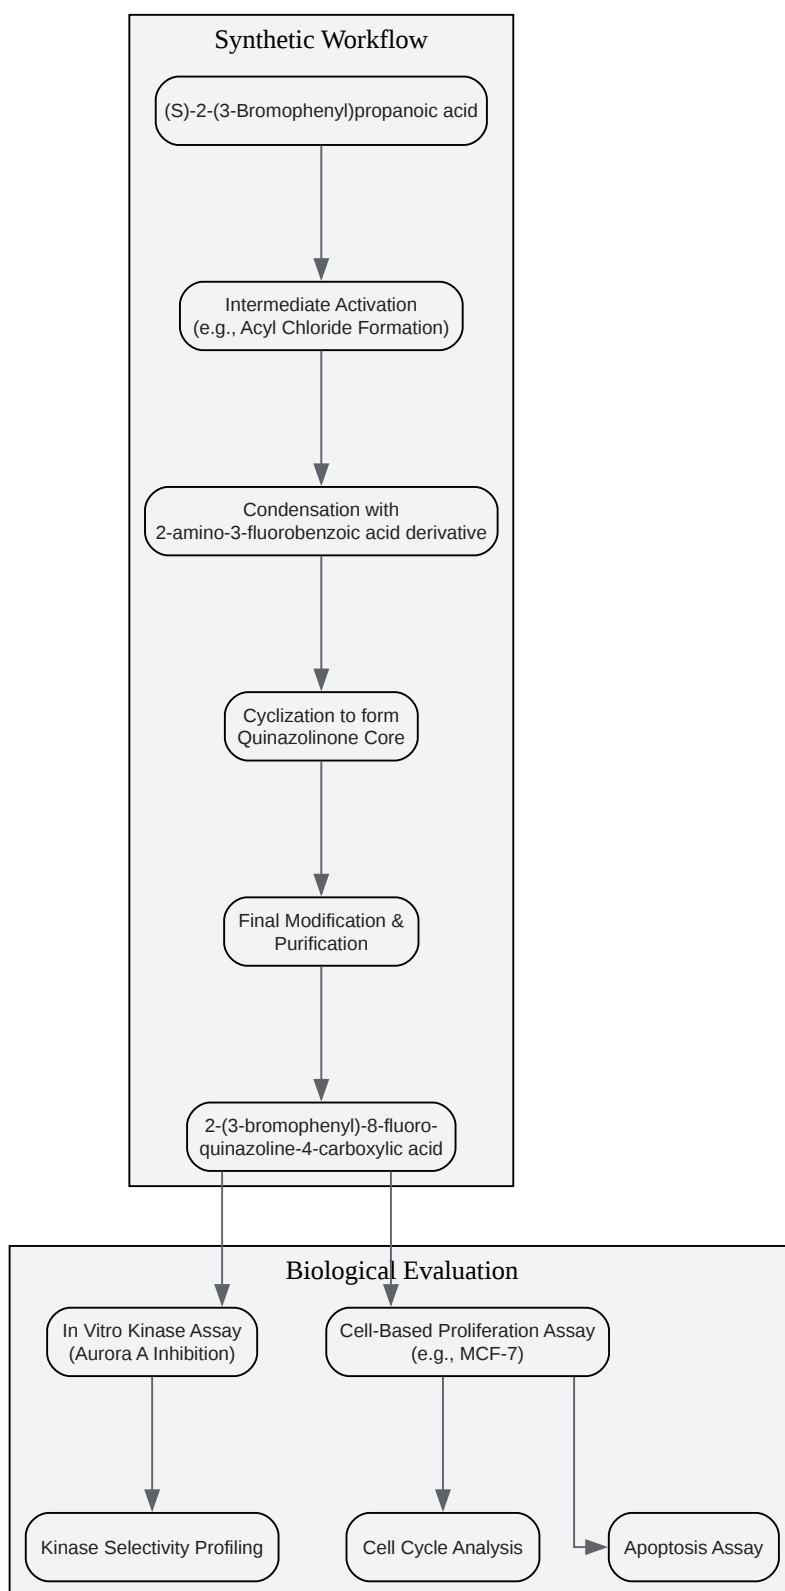 Synthetic Workflow
(S)-2-(3-Bromophenyl)propanoic acid
Intermediate Activation
(e.g., Acyl Chloride Formation)
Condensation with
2-amino-3-fluorobenzoic acid derivative
Cyclization to form
Quinazolinone Core
Final Modification &
Purification
2-(3-bromophenyl)-8-fluoro-
quinazoline-4-carboxylic acid
Biological Evaluation
In Vitro Kinase Assay
(Aurora A Inhibition)
Cell-Based Proliferation Assay
(e.g., MCF-7)
Kinase Selectivity Profiling
Cell Cycle Analysis
Apoptosis Assay